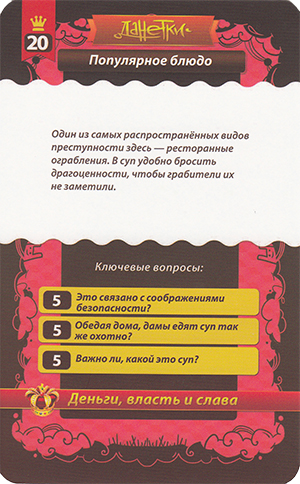 ДАНЕТКИ
20
Популярное блюдо
Один из самых распространённых видов
преступности здесь — ресторанные
ограбления. В суп удобно бросить
драгоценности, чтобы грабители их
не заметили.
Ключевые вопросы:
5 Это связано с соображениями
безопасности?
5 Обедая дома, дамы едят суп так
же охотно?
5 Важно ли, какой это суп?
Деньги, власть и слава